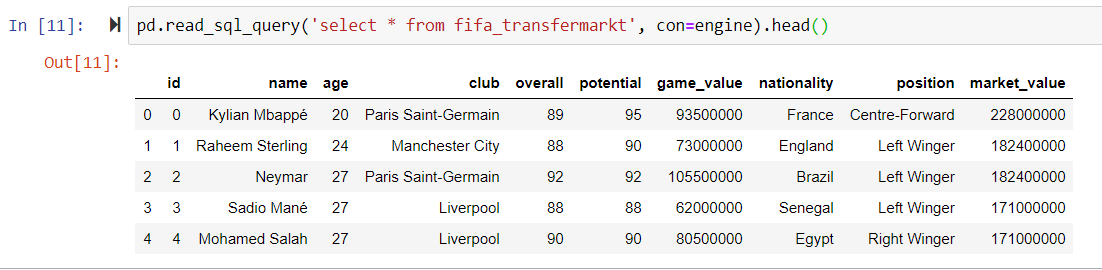 In [11]: pd.read_sql_query('select * from fifa_transfermarkt', con=engine).head()
Out[11]:
id name age club overall potential game_value nationality position market_value
0 0 Kylian Mbappé 20 Paris Saint-Germain 89 95 93500000 France Centre-Forward 228000000
1 1 Raheem Sterling 24 Manchester City 88 90 73000000 England Left Winger 182400000
2 2 Neymar 27 Paris Saint-Germain 92 92 105500000 Brazil Left Winger 182400000
3 3 Sadio Mané 27 Liverpool 88 88 62000000 Senegal Left Winger 171000000
4 4 Mohamed Salah 27 Liverpool 90 90 80500000 Egypt Right Winger 171000000